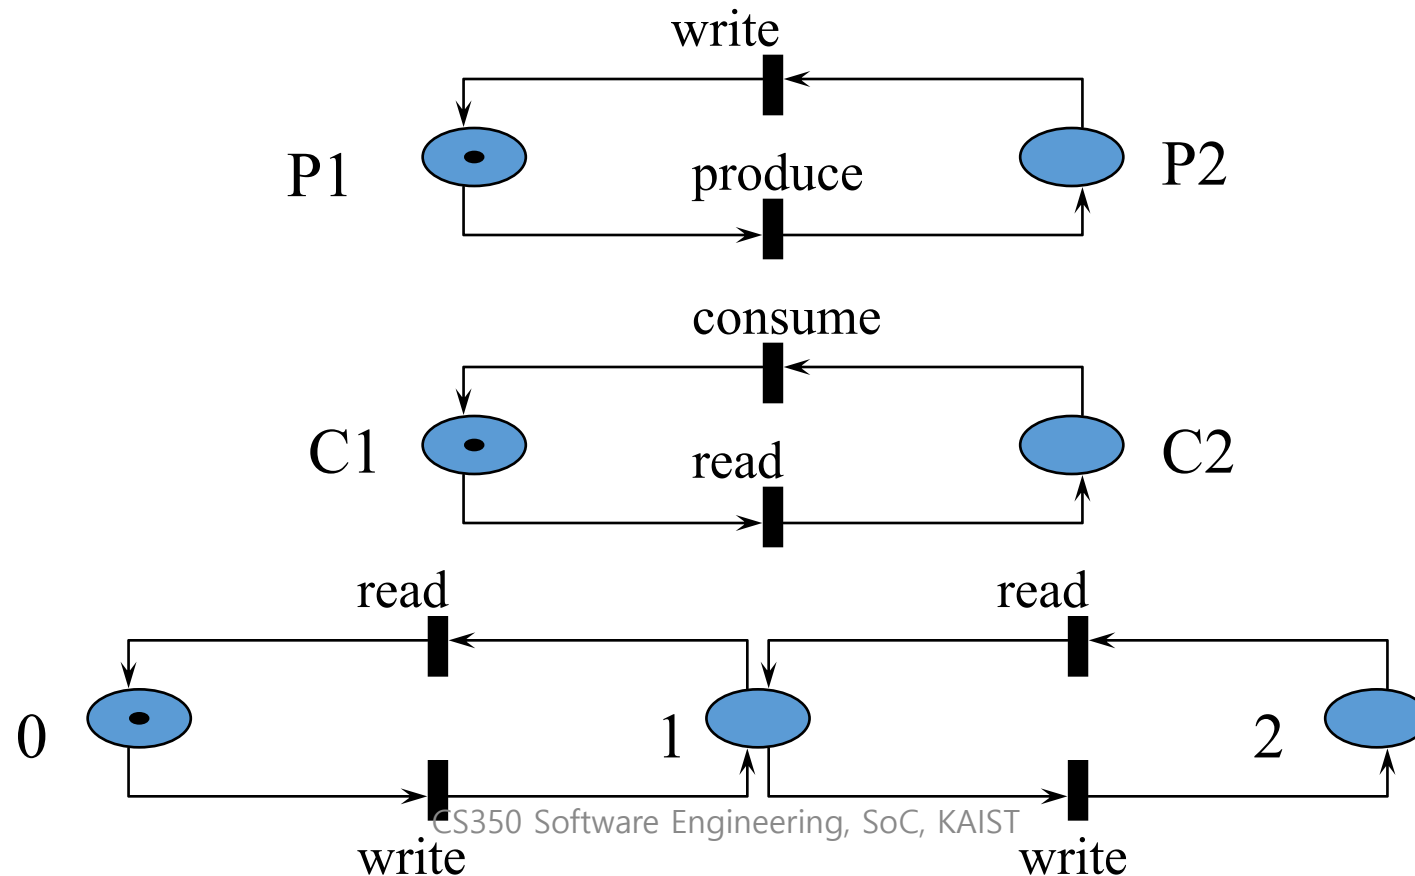 write
P1
produce
P2
consume
C1
read
C2
read
read
0
1
2
CS350 Software Engineering, SoC, KAIST
write
write